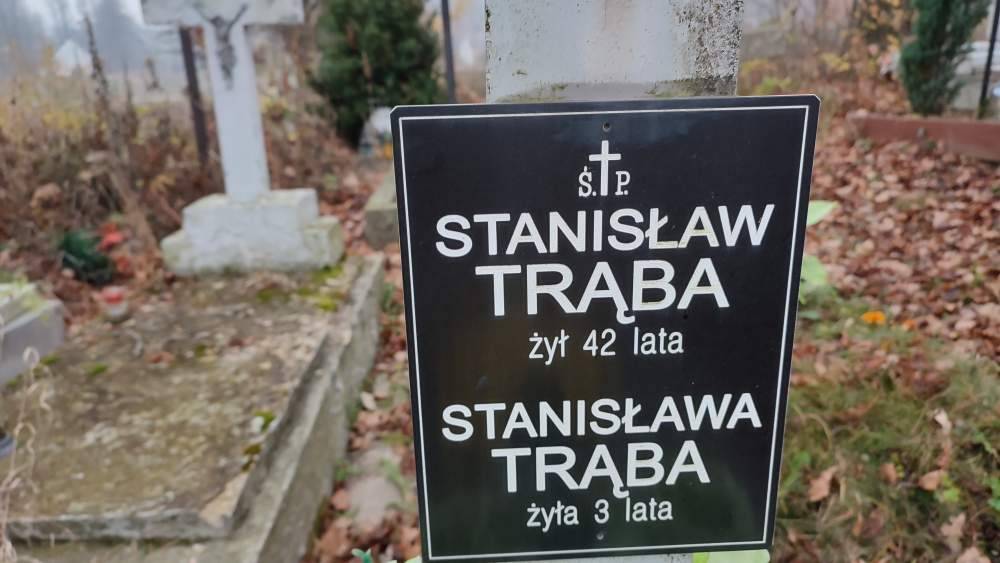 Ś.P.
STANISŁAW
TRĄBA
żył 42 lata
STANISŁAWA
TRĄBA
żyła 3 lata